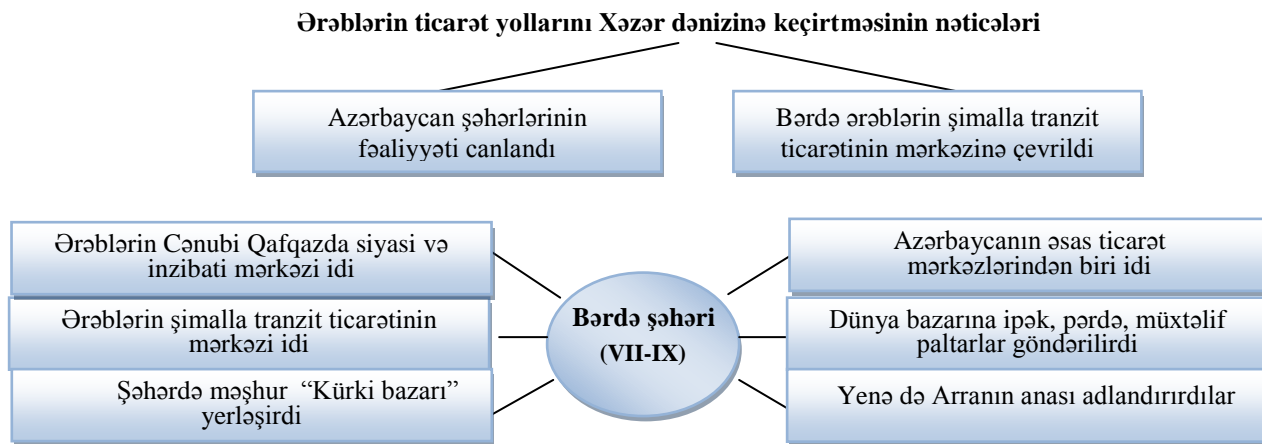 Ərəblərin ticarət yollarını Xəzər dənizinə keçirtməsinin nəticələri
Azərbaycan şəhərlərinin
fəaliyyəti canlandı
Bərdə ərəblərin şimalla tranzit
ticarətinin mərkəzinə çevrildi
Ərəblərin Cənubi Qafqazda siyasi və
inzibati mərkəzi idi
Ərəblərin şimalla tranzit ticarətinin
mərkəzi idi
Şəhərdə məşhur “Kürki bazarı”
yerləşirdi
Bərdə şəhəri
(VII-IX)
Azərbaycanın əsas ticarət
mərkəzlərindən biri idi
Dünya bazarına ipək, pərdə, müxtəlif
paltarlar göndərilirdi
Yenə də Arranın anası adlandırırdılar